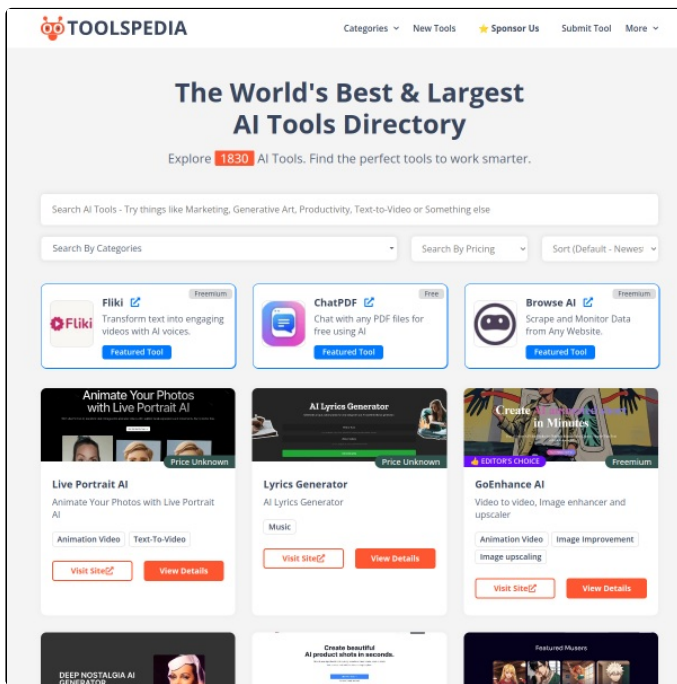 TOOLSPEDIA
Categories
New Tools
Sponsor Us
Submit Tool
More
The World's Best & Largest
AI Tools Directory
Explore 1830 AI Tools. Find the perfect tools to work smarter.
Search AI Tools - Try things like Marketing, Generative Art, Productivity, Text-to-Video or Something else
Search By Categories
Search By Pricing
Sort (Default - Newest
Freemium
Fliki
Fliki
Transform text into engaging
videos with AI voices.
Featured Tool
Free
ChatPDF
Chat with any PDF files for
free using AI
Featured Tool
Freemium
Browse AI
Scrape and Monitor Data
from Any Website.
Featured Tool
Animate Your Photos
with Live Portrait AI
Price Unknown
Live Portrait AI
Animate Your Photos with Live Portrait
AI
Animation Video
Text-To-Video
Visit Site
View Details
AI Lyrics Generator
Price Unknown
Lyrics Generator
AI Lyrics Generator
Music
Visit Site
View Details
Create
in Minutes
EDITOR'S CHOICE
Freemium
GoEnhance AI
Video to video, Image enhancer and
upscaler
Animation Video
Image Improvement
Image upscaling
Visit Site
View Details
DEEP NOSTALGIA AI
GENERATOR
Create beautiful
AI product shots in seconds.
Featured Musers